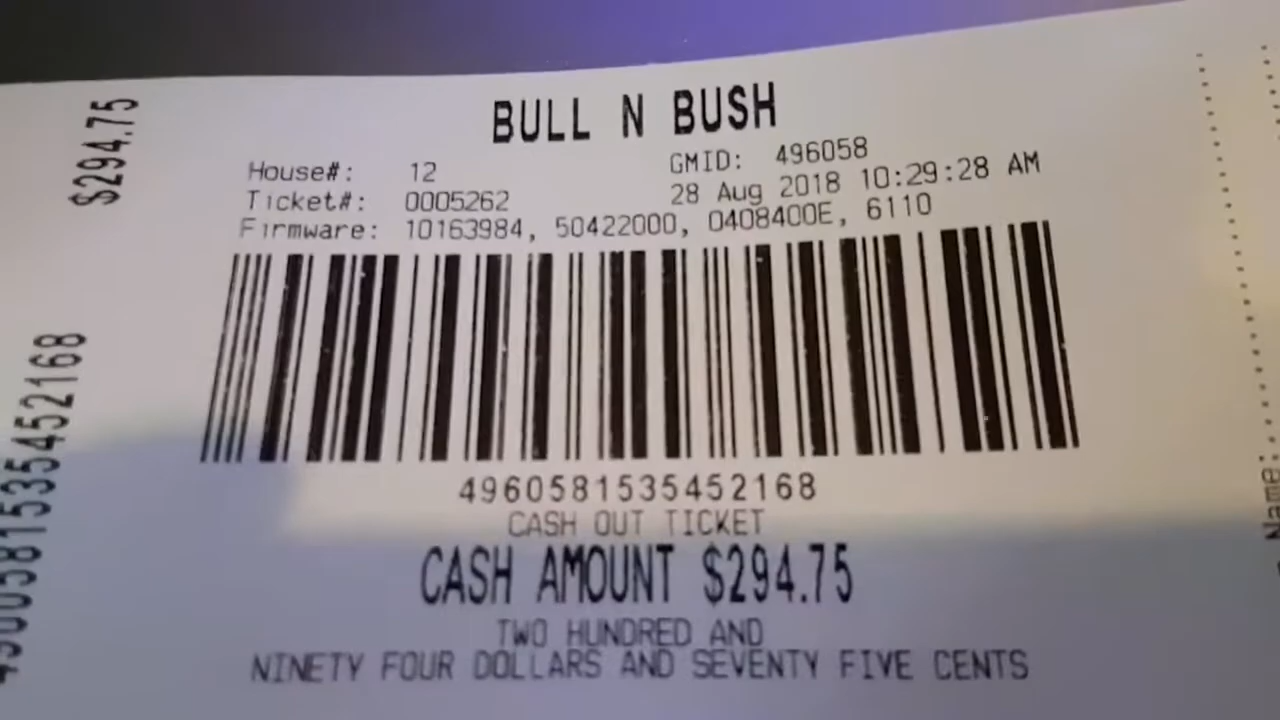 BULL N BUSH
House#: 12 GMID: 496058
Ticket#: 0005262 28 Aug 2018 10:29:28 AM
Firmware: 10163984, 50422000, 0408400E, 6110
4960581535452168
CASH OUT TICKET
CASH AMOUNT $294.75
TWO HUNDRED AND
NINETY FOUR DOLLARS AND SEVENTY FIVE CENTS
$294.75
4960581535452168
Name: